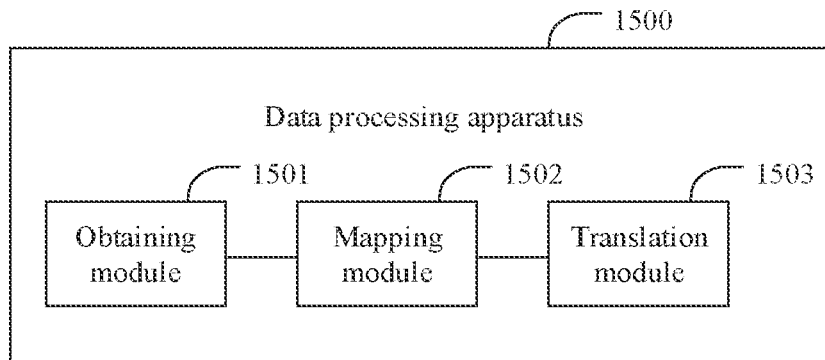 1500
Data processing apparatus
1501
1502
1503
Obtaining
module
Mapping
module
Translation
module